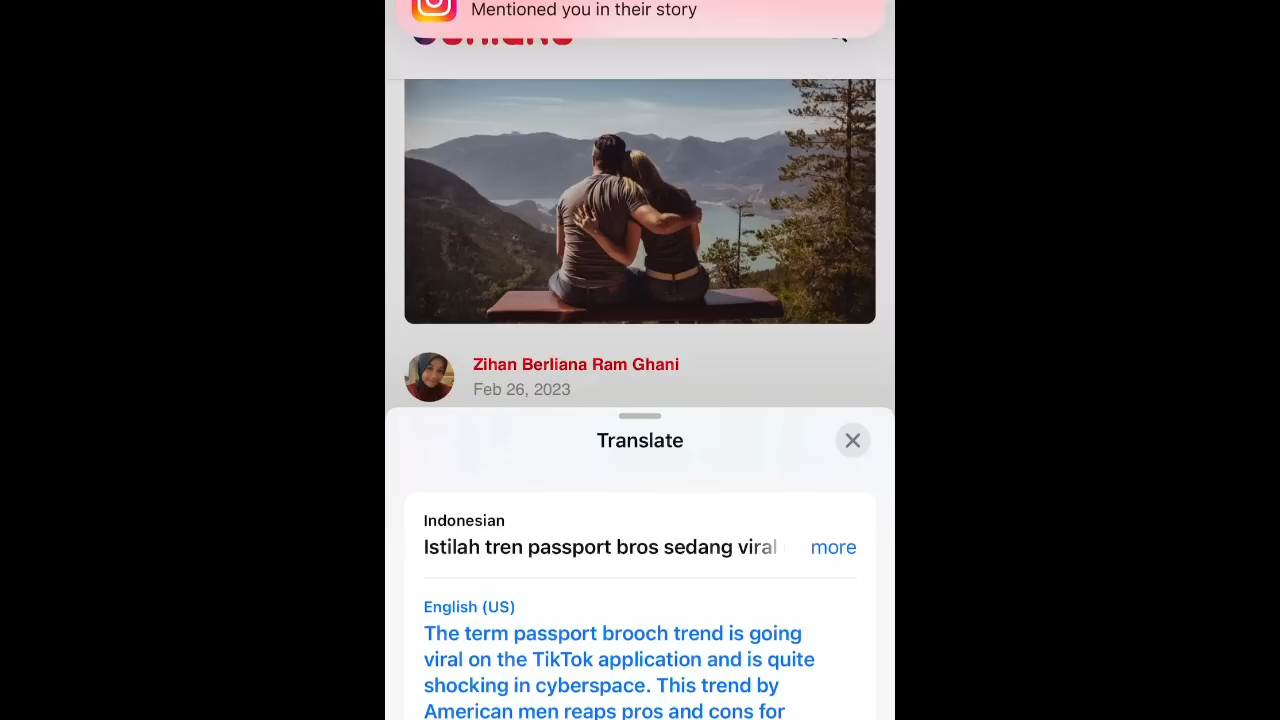 Mentioned you in their story
Zihan Berliana Ram Ghani
Feb 26, 2023
Translate
Indonesian
Istilah tren passport bros sedang viral
more
English (US)
The term passport brooch trend is going
viral on the TikTok application and is quite
shocking in cyberspace. This trend by
American men reaps pros and cons for